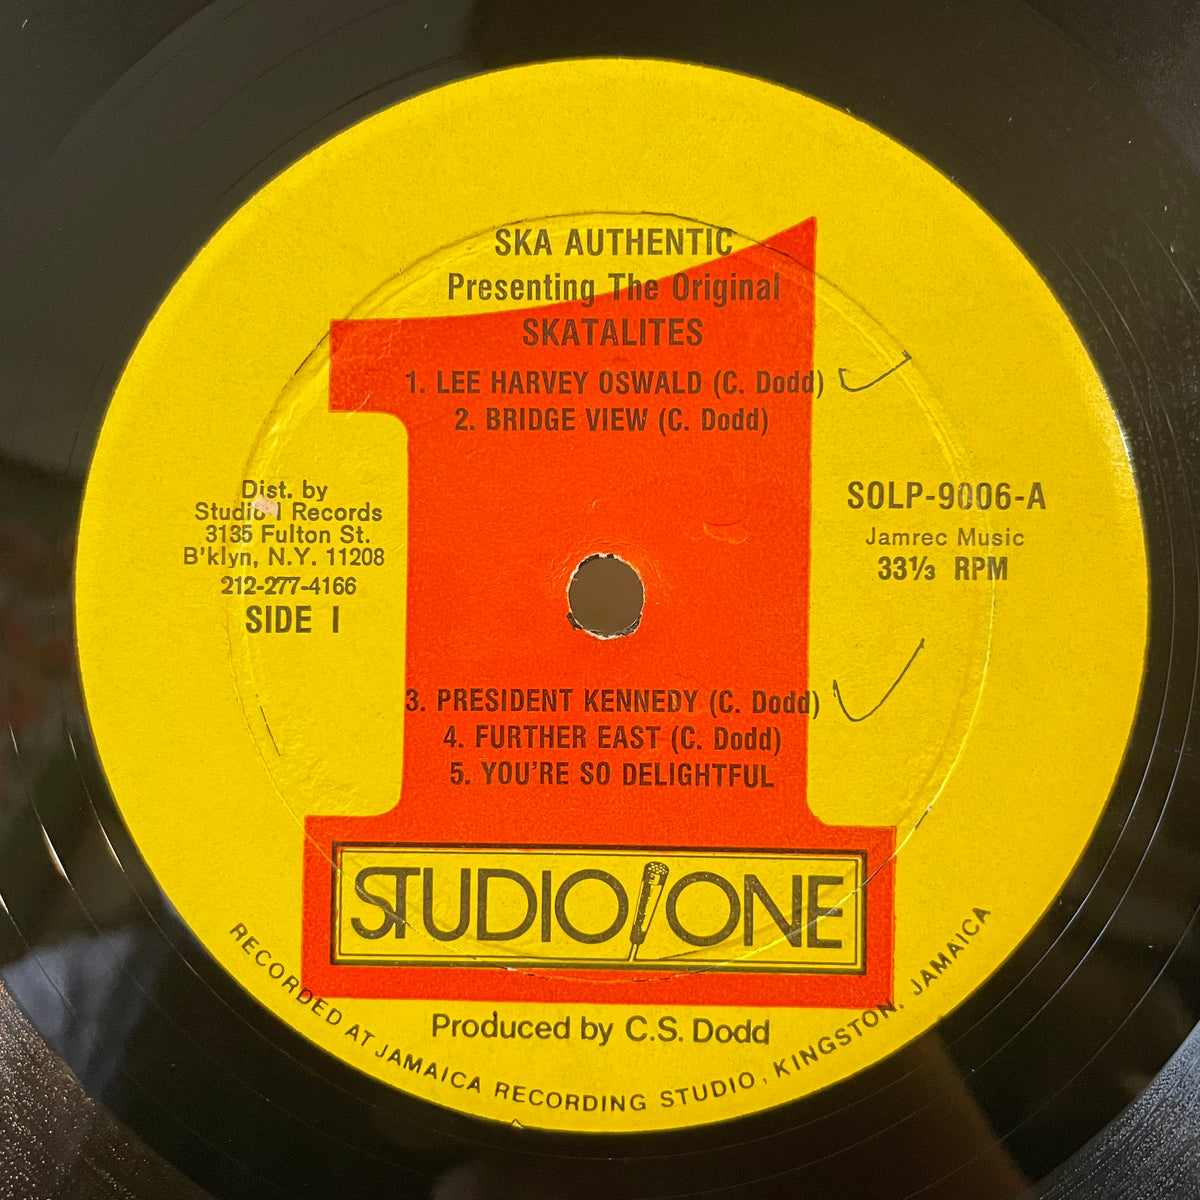 SKA AUTHENTIC
Presenting The Original
SKATALITES
1. LEE HARVEY OSWALD (C. Dodd)
2. BRIDGE VIEW (C. Dodd)
Dist. by
Studio 1 Records
3135 Fulton St.
B'klyn, N.Y. 11208
212-277-4166
SIDE 1
SOLP-9006-A
Jamrec Music
33⅓ RPM
3. PRESIDENT KENNEDY (C. Dodd)
4. FURTHER EAST (C. Dodd)
5. YOU'RE SO DELIGHTFUL
1
STUDIO ONE
Produced by C.S. Dodd
RECORDED AT JAMAICA RECORDING STUDIO, KINGSTON, JAMAICA